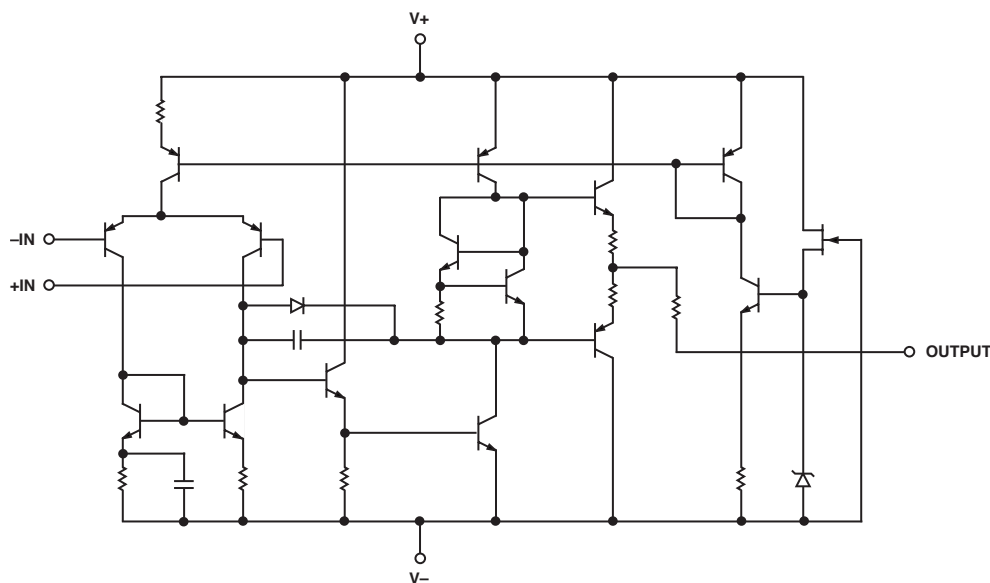 V+
–IN
+IN
OUTPUT
V–